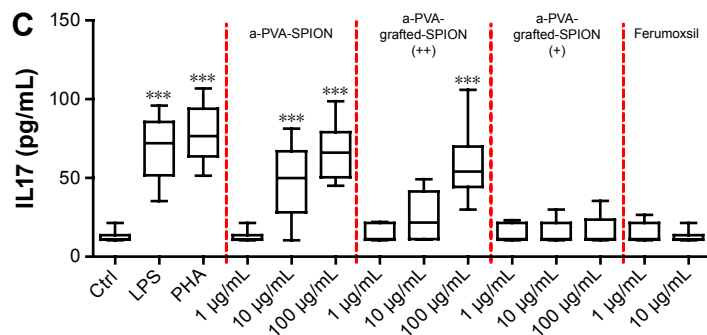 C
IL17 (pg/mL)
150
100
50
0
a-PVA-SPION
a-PVA-
grafted-SPION
(++)
a-PVA-
grafted-SPION
(+)
Ferumoxsil
***
***
***
***
***
Ctrl
LPS
PHA
1 µg/mL
10 µg/mL
100 µg/mL
1 µg/mL
10 µg/mL
100 µg/mL
1 µg/mL
10 µg/mL
100 µg/mL
1 µg/mL
10 µg/mL